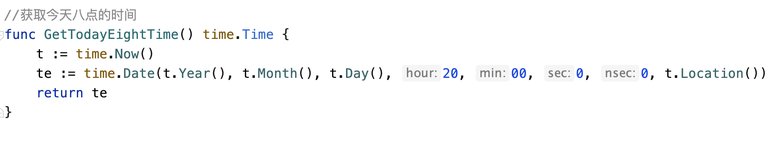 //获取今天八点的时间
func GetTodayEightTime() time.Time {
    t := time.Now()
    te := time.Date(t.Year(), t.Month(), t.Day(), hour: 20, min: 00, sec: 0, nsec: 0, t.Location())
    return te
}